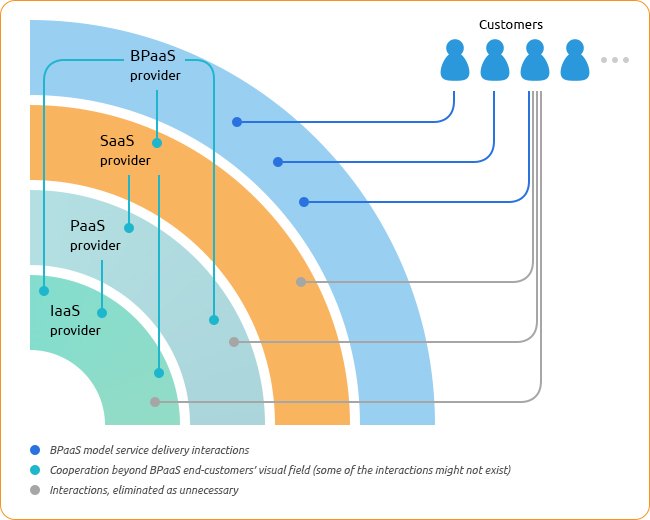 Customers
BPaaS
provider
SaaS
provider
PaaS
provider
IaaS
provider
BPaaS model service delivery interactions
Cooperation beyond BPaaS end-customers' visual field (some of the interactions might not exist)
Interactions, eliminated as unnecessary